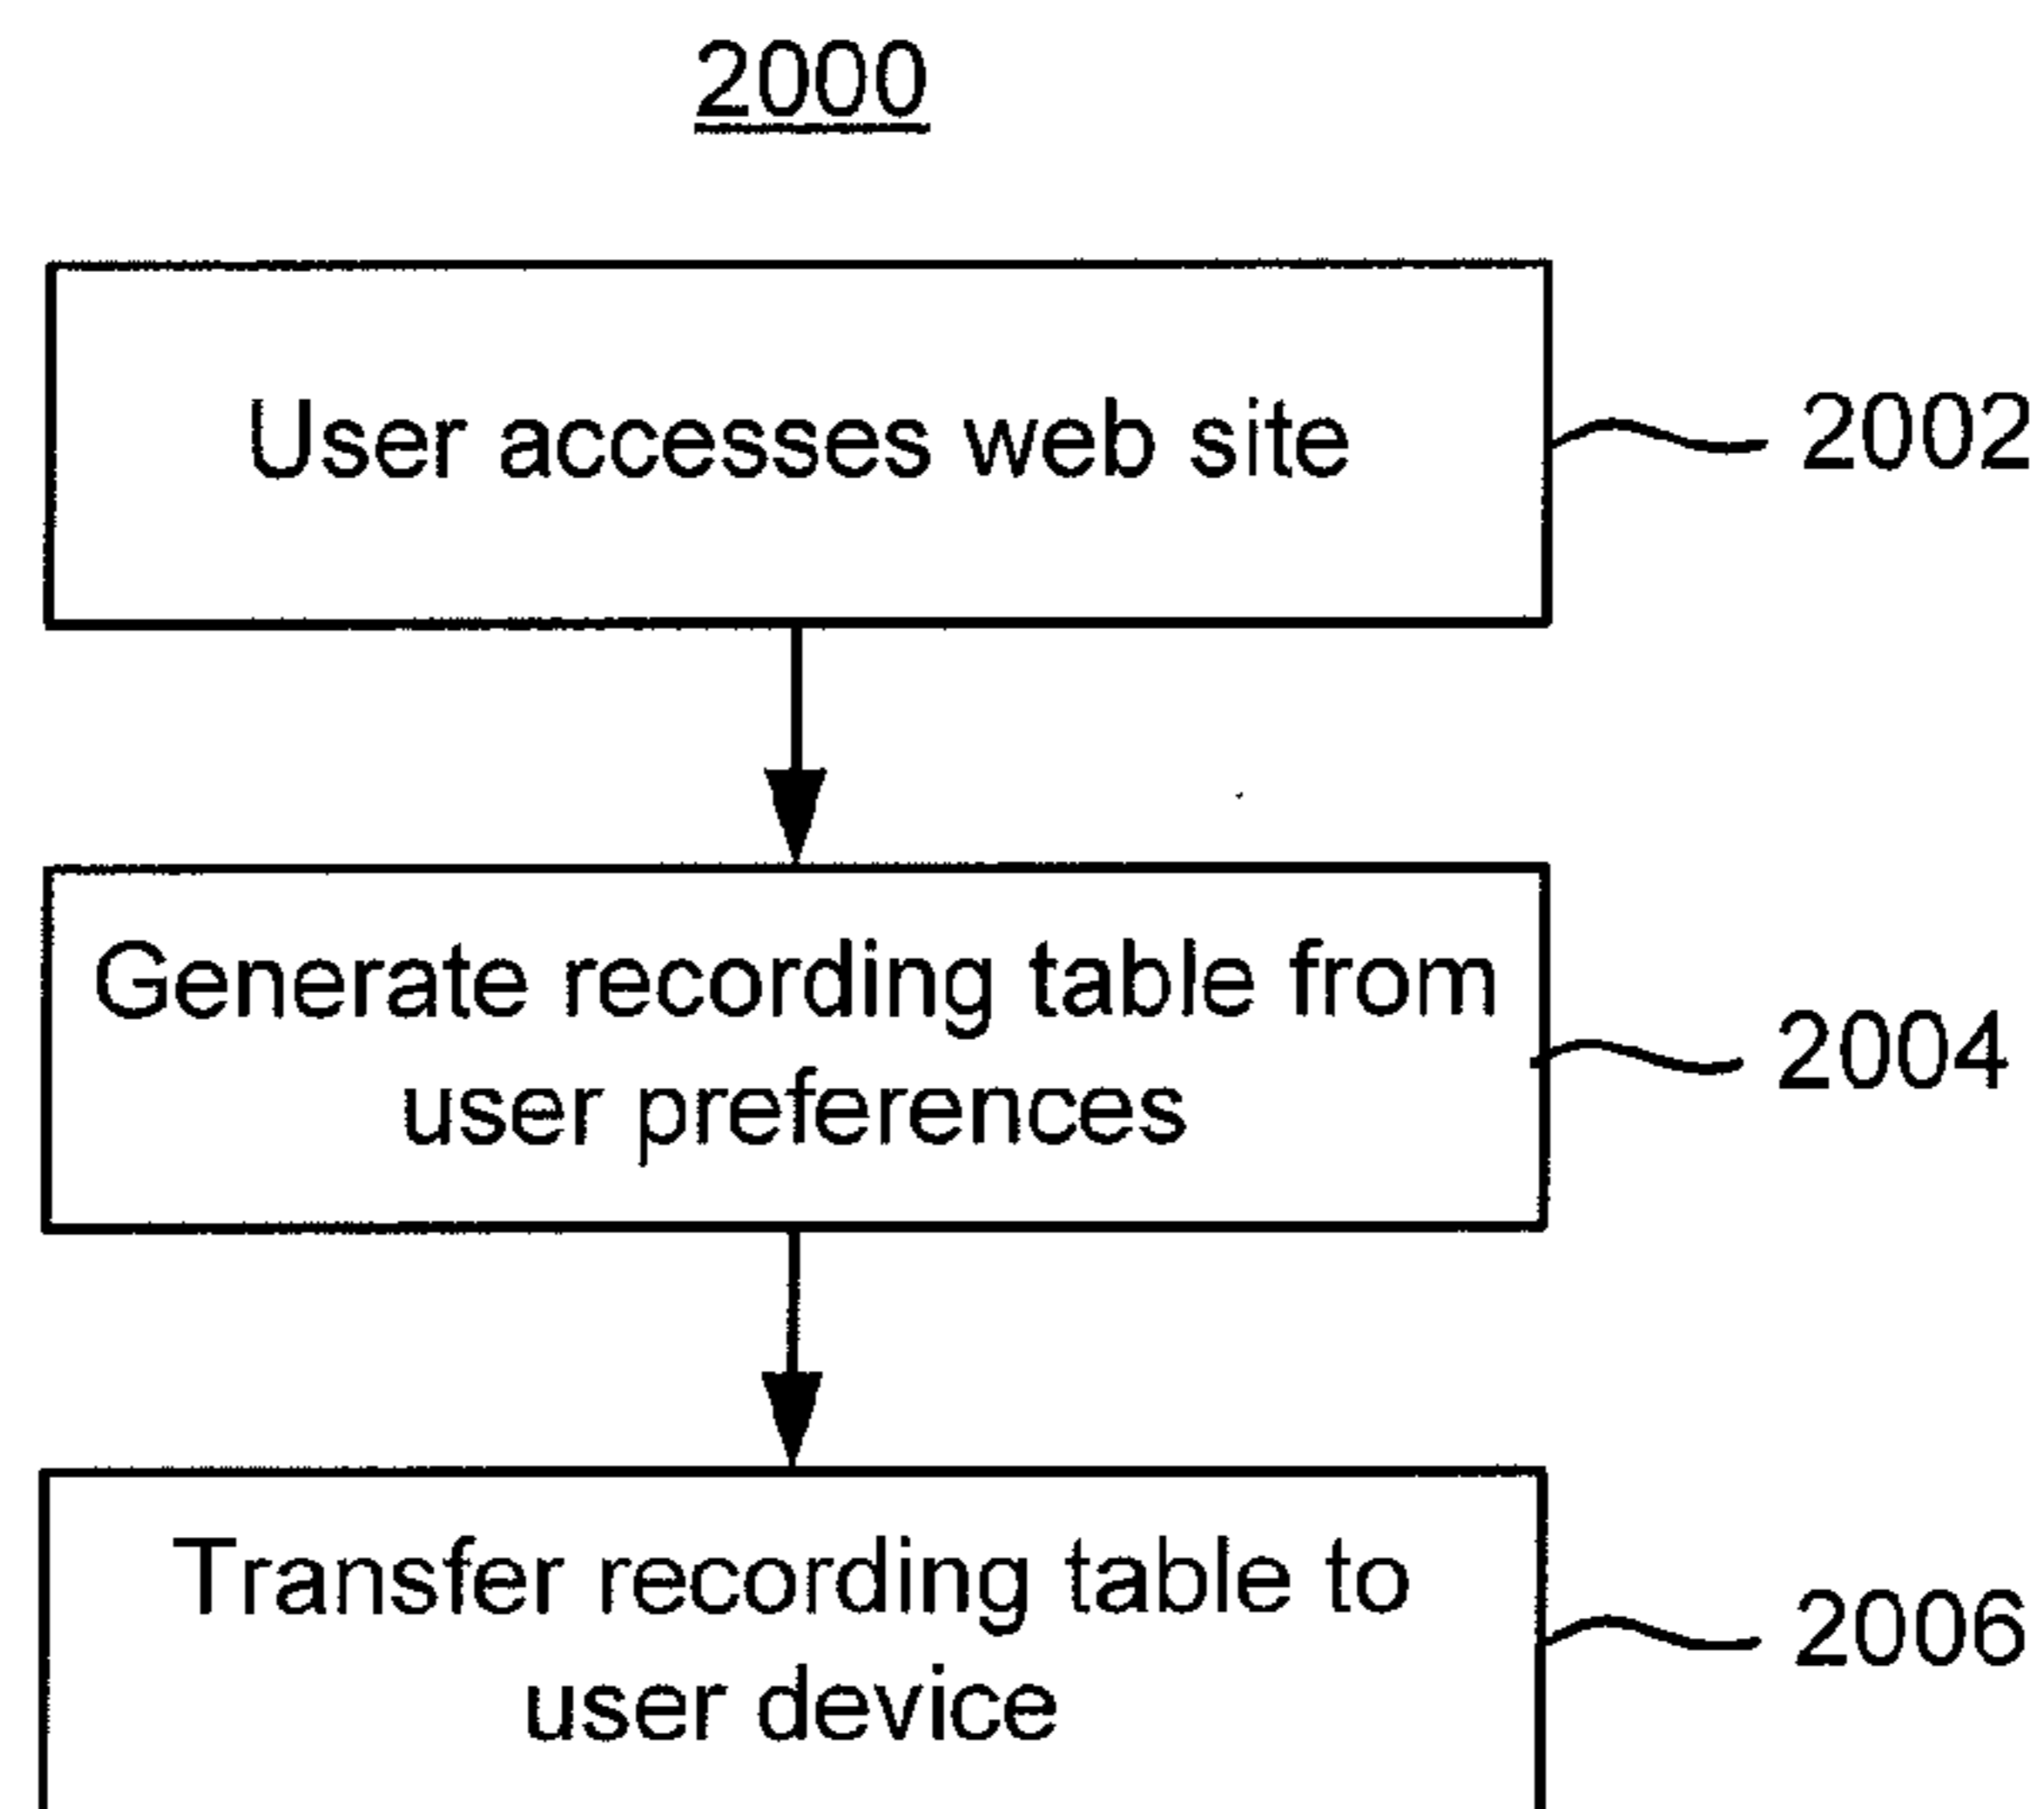 2000
User accesses web site
2002
Generate recording table from
user preferences
2004
Transfer recording table to
user device
2006